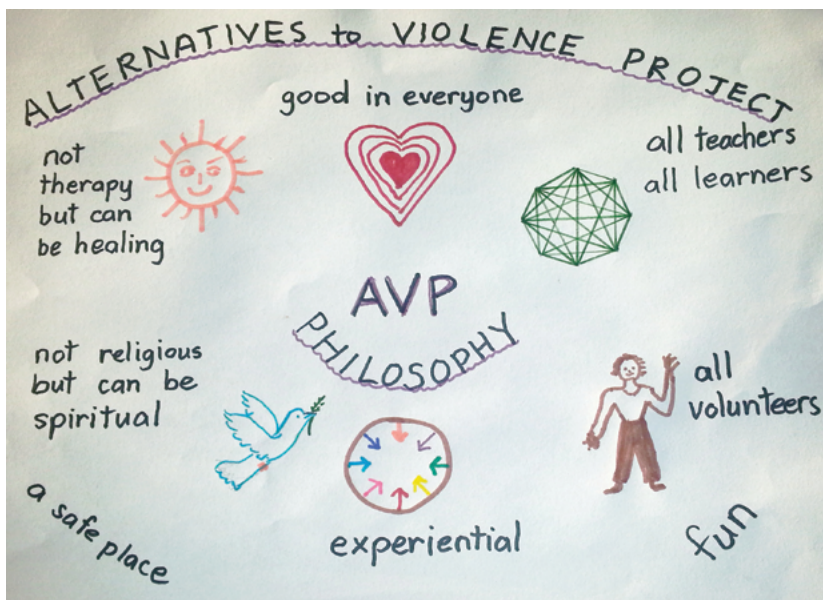 ALTERNATIVES to VIOLENCE PROJECT
good in everyone
not
therapy
but can
be healing
all teachers
all learners
AVP
PHILOSOPHY
not religious
but can be
spiritual
all
volunteers
a safe place
experiential
fun